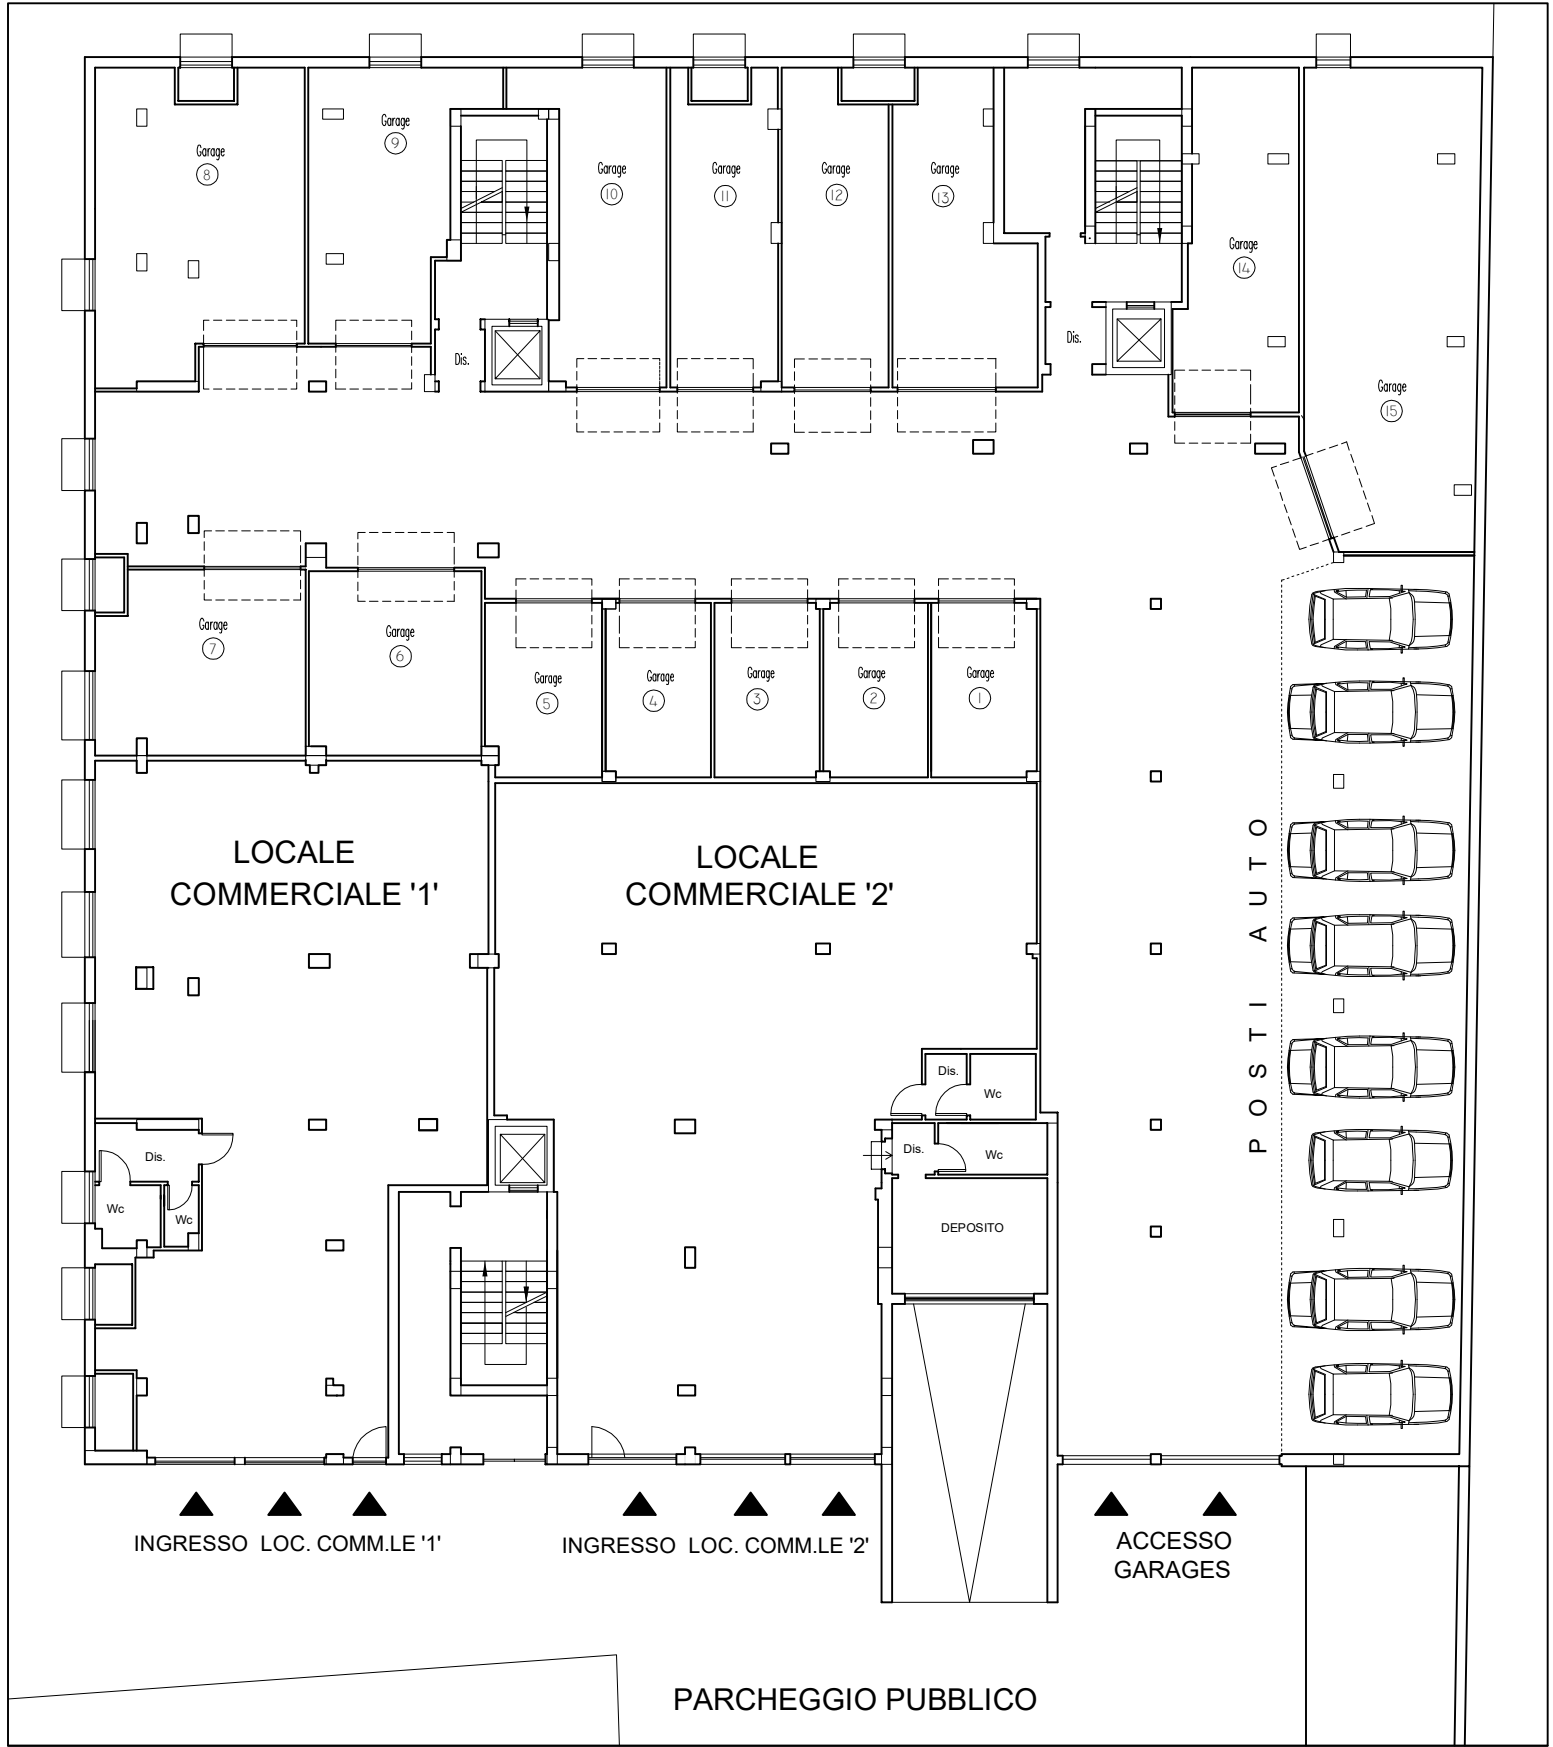 Garage
8
Garage
9
Garage
10
Garage
11
Garage
12
Garage
13
Garage
14
Garage
15
Dis.
Dis.
Garage
7
Garage
6
Garage
5
Garage
4
Garage
3
Garage
2
Garage
1
LOCALE
COMMERCIALE '1'
LOCALE
COMMERCIALE '2'
POSTI AUTO
Dis.
Wc
Dis.
Wc
Dis.
Wc
Wc
DEPOSITO
INGRESSO LOC. COMM.LE '1'
INGRESSO LOC. COMM.LE '2'
ACCESSO
GARAGES
PARCHEGGIO PUBBLICO